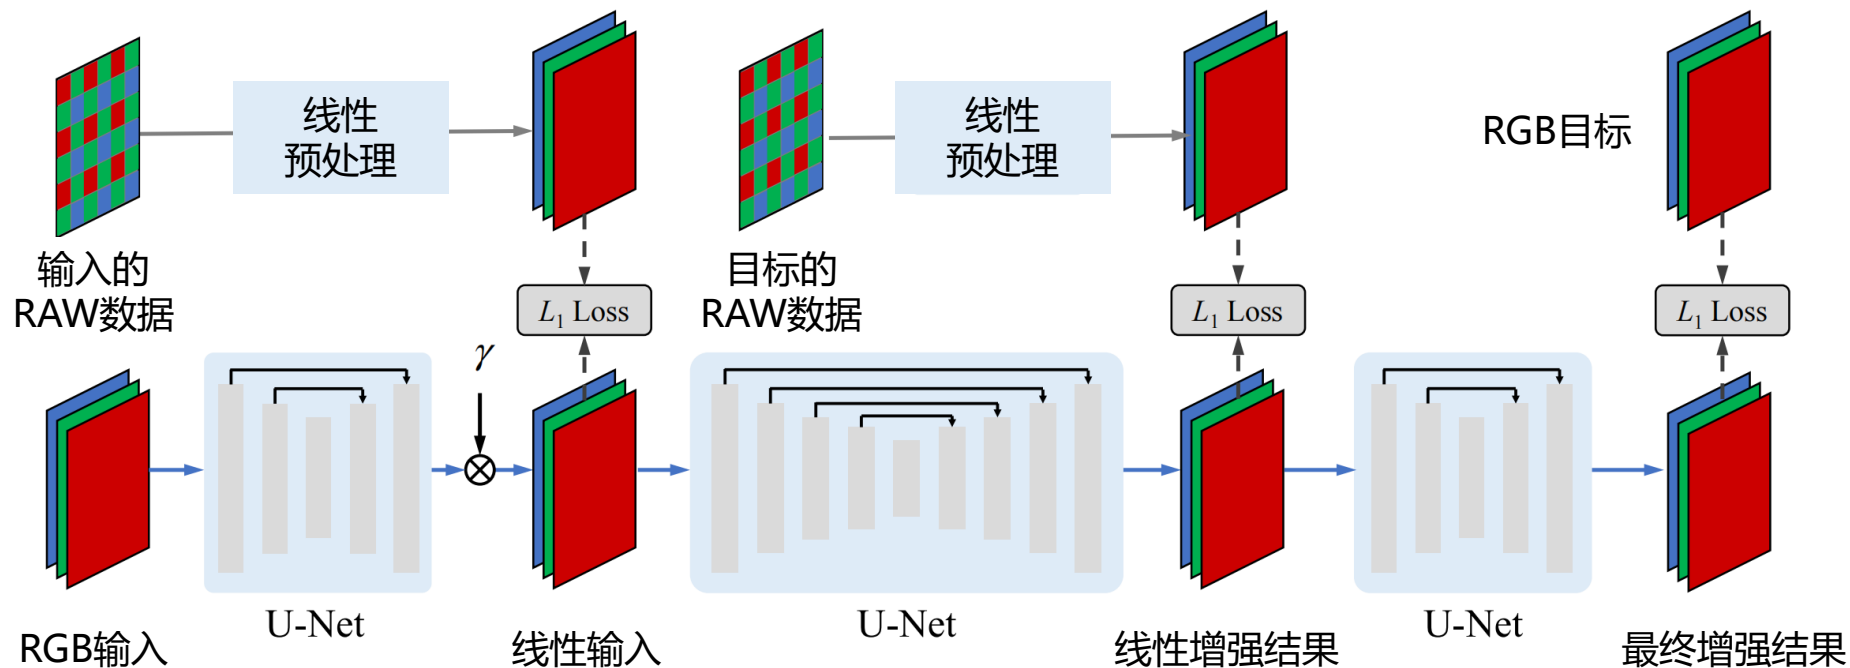 线性
预处理
线性
预处理
RGB目标
输入的
RAW数据
目标的
RAW数据
L1 Loss
L1 Loss
L1 Loss
γ
U-Net
U-Net
U-Net
RGB输入
线性输入
线性增强结果
最终增强结果